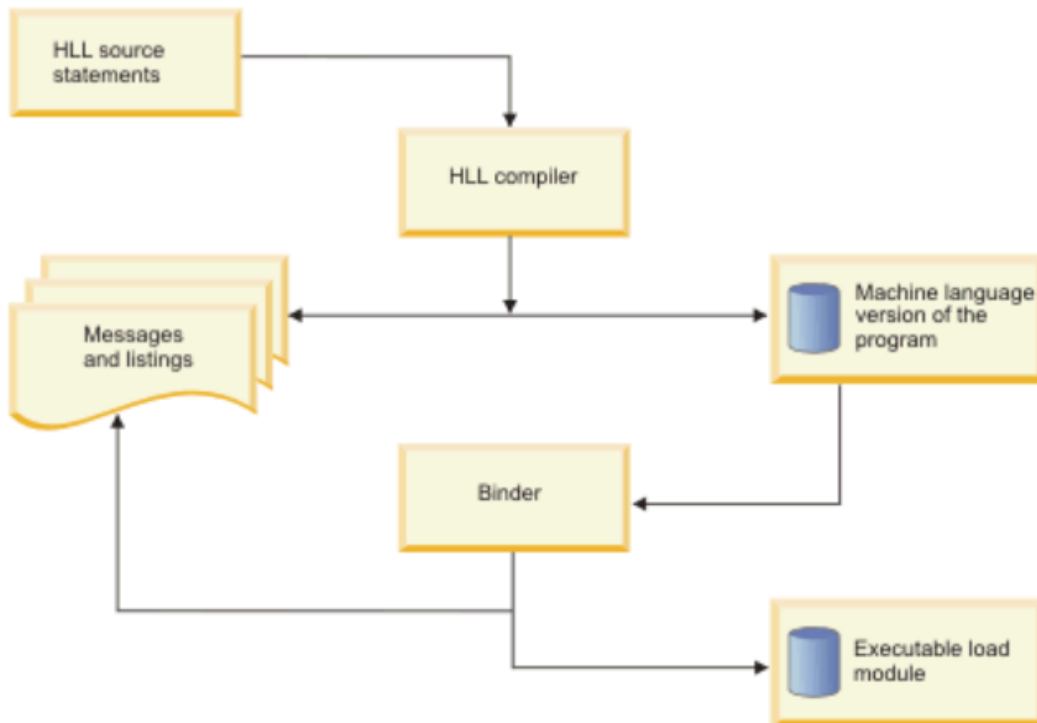 HLL source
statements
HLL compiler
Messages
and listings
Machine language
version of the
program
Binder
Executable load
module